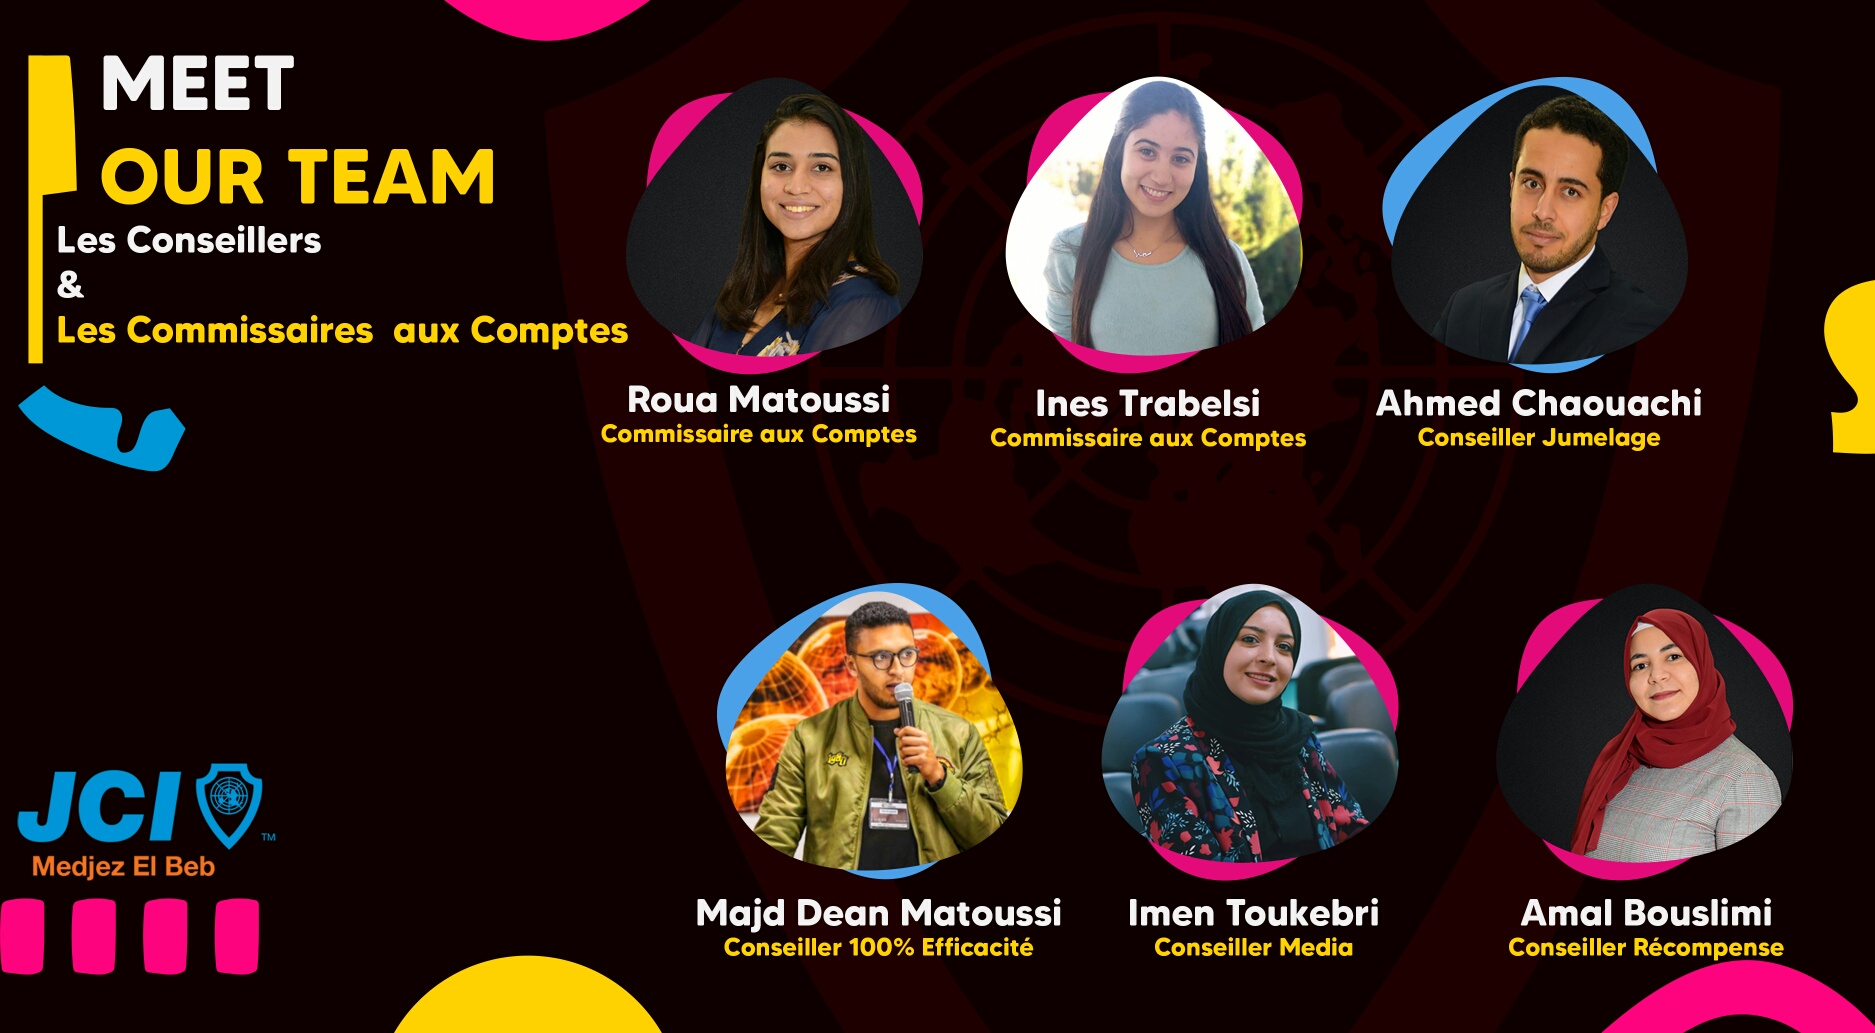 MEET
OUR TEAM
Les Conseillers
&
Les Commissaires aux Comptes
Roua Matoussi
Commissaire aux Comptes
Ines Trabelsi
Commissaire aux Comptes
Ahmed Chaouachi
Conseiller Jumelage
Majd Dean Matoussi
Conseiller 100% Efficacité
Imen Toukebri
Conseiller Media
Amal Bouslimi
Conseiller Récompense
JCI TM
Medjez El Beb